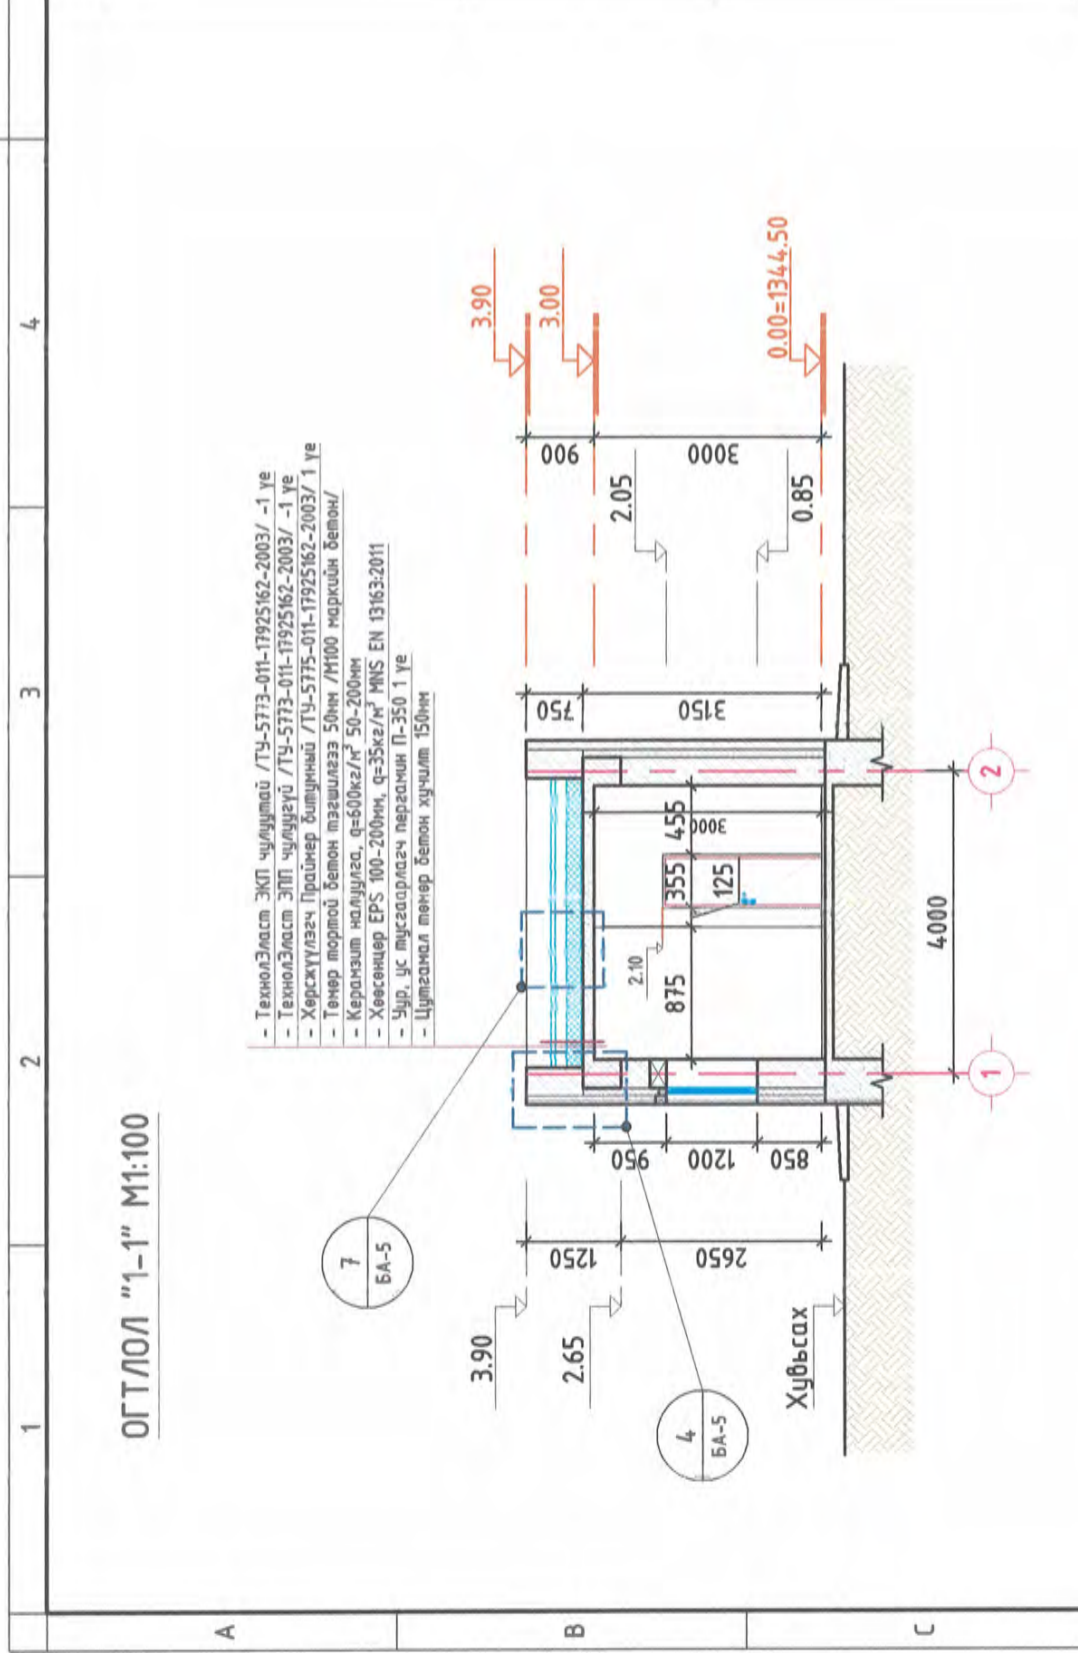 1
2
3
4
A
B
C
ОГТЛОЛ "1-1" М1:100
- ТехнолЭласт ЭКП чулуутай /ТУ-5773-011-17925162-2003/ -1 үе
- ТехнолЭласт ЭПП чулуугүй /ТУ-5773-011-17925162-2003/ -1 үе
- Хөрсжүүлэгч Праймер битумный /ТУ-5775-011-17925162-2003/ 1 үе
- Төмөр тортой бетон тэгшилгээ 50мм /М100 маркийн бетон/
- Керамзит налуулга, q=600кг/м³ 50-200мм
- Хөөсөнцөр EPS 100-200мм, q=35кг/м³ MNS EN 13163:2011
- Уур, ус тусгаарлагч пергамин П-350 1 үе
- Цутгамал төмөр бетон хучилт 150мм
7
БА-5
4
БА-5
3.90
2.65
Хувьсах
1250
2650
950
1200
850
2.10
875
355
455
125
3000
750
3150
900
3000
2.05
0.85
3.90
3.00
0.00=1344.50
4000
1
2